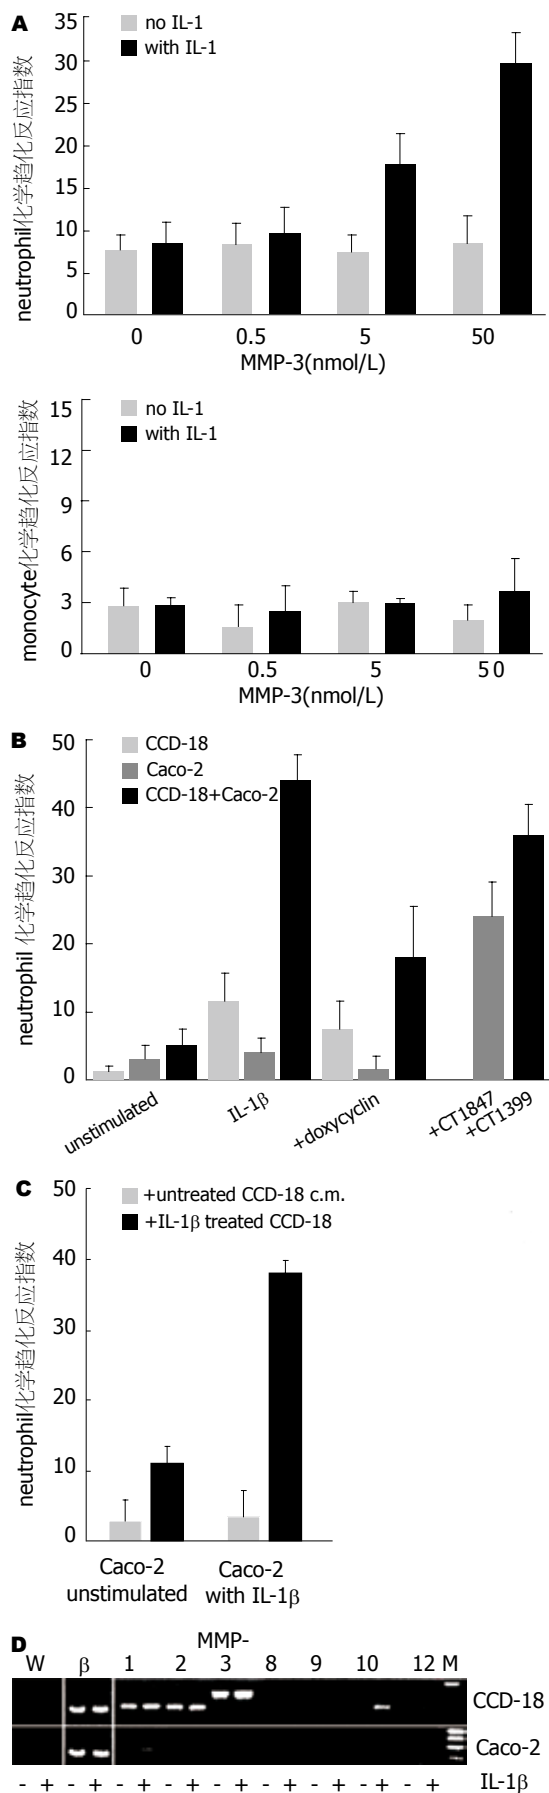 A
neutrophil化学趋化反应指数
35
30
25
20
15
10
5
0
no IL-1
with IL-1
0 0.5 5 50
MMP-3(nmol/L)
monocyte化学趋化反应指数
15
12
9
6
3
0
no IL-1
with IL-1
0 0.5 5 50
MMP-3(nmol/L)
B
neutrophil 化学趋化反应指数
50
40
30
20
10
0
CCD-18
Caco-2
CCD-18+Caco-2
unstimulated IL-1β +doxycyclin +CT1847
+CT1399
C
neutrophil化学趋化反应指数
50
40
30
20
10
0
+untreated CCD-18 c.m.
+IL-1β treated CCD-18
Caco-2
unstimulated
Caco-2
with IL-1β
D
MMP-
W β 1 2 3 8 9 10 12 M
CCD-18
Caco-2
- + - + - + - + - + - + - + - + - + IL-1β